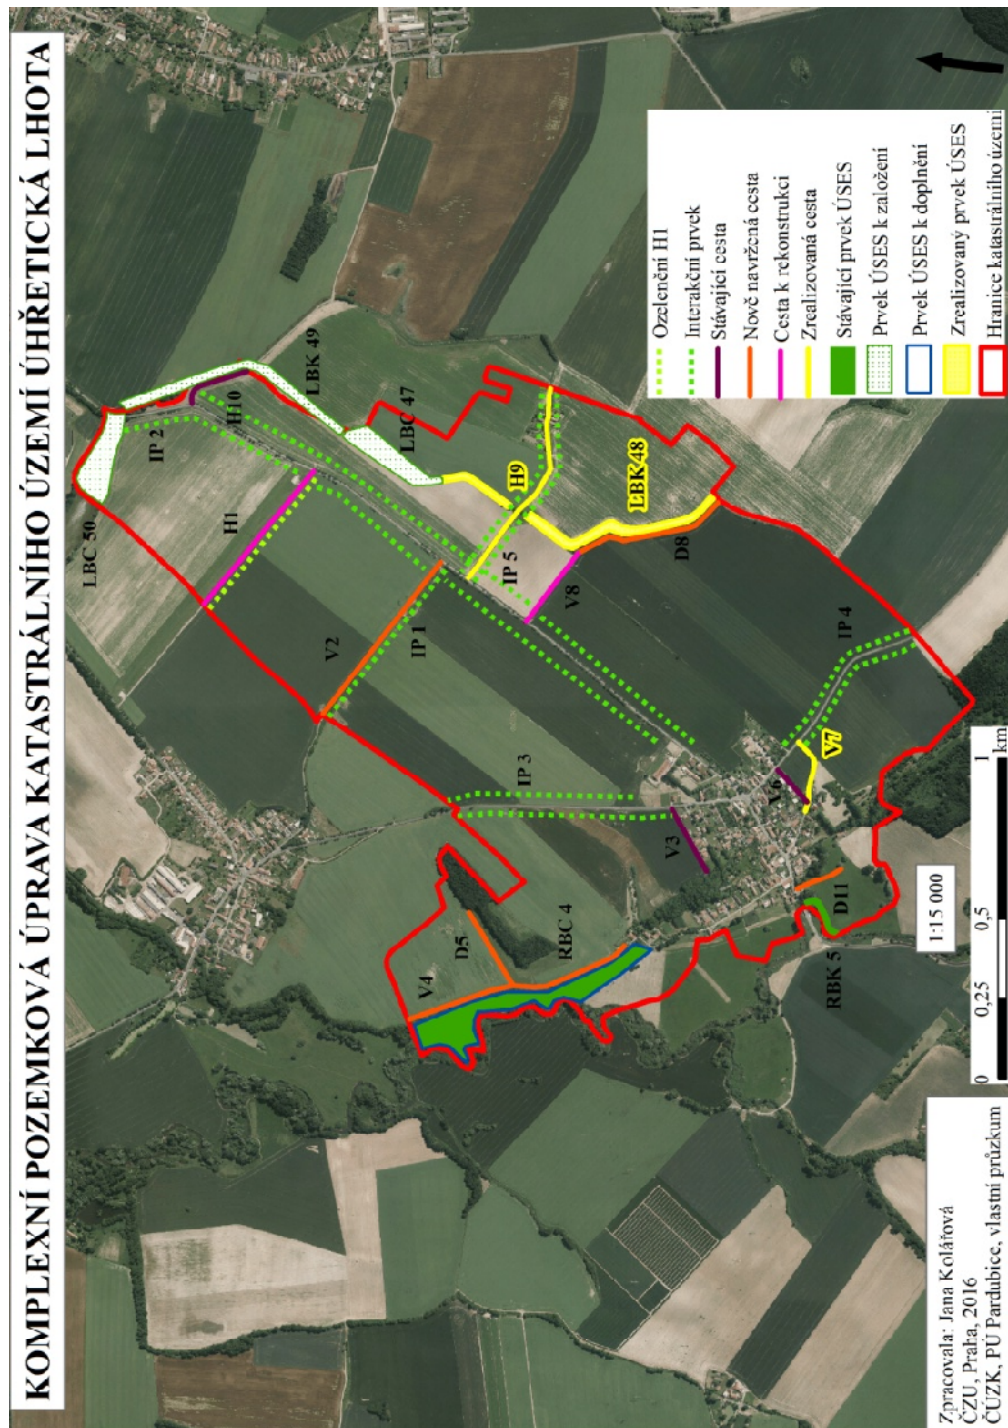 KOMPLEXNÍ POZEMKOVÁ ÚPRAVA KATASTRÁLNÍHO ÚZEMÍ ÚHŘETICKÁ LHOTA
LBC 50
IP 2
H10
LBK 49
H1
LBC 47
V2
IP 1
H9
IP 5
LBK 48
V8
D8
IP 3
IP 4
V7
V6
V3
V4
D5
RBC 4
D11
RBK 5
Ozelenění H1
Interakční prvek
Stávající cesta
Nově navržená cesta
Cesta k rekonstrukci
Zrealizovaná cesta
Stávající prvek ÚSES
Prvek ÚSES k založení
Prvek ÚSES k doplnění
Zrealizovaný prvek ÚSES
Hranice katastrálního území
1:15 000
0 0,25 0,5 1
km
Zpracovala: Jana Kolářová
ČZU, Praha, 2016
ČÚZK, PÚ Pardubice, vlastní průzkum